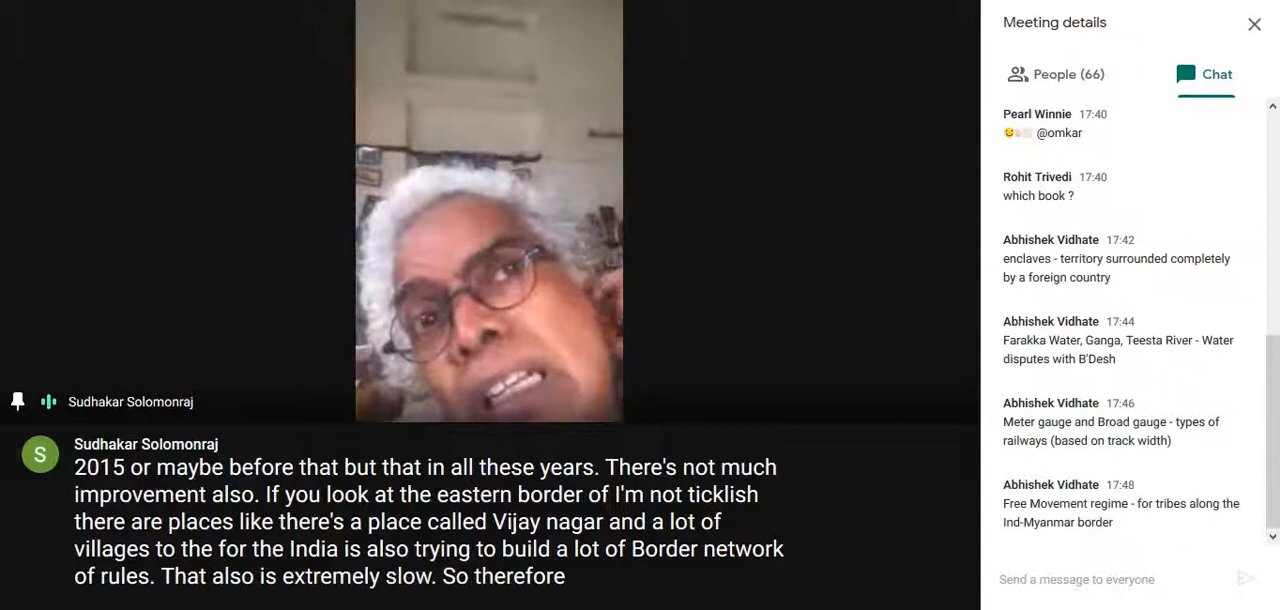 Sudhakar Solomonraj
S
Sudhakar Solomonraj
2015 or maybe before that but that in all these years. There's not much
improvement also. If you look at the eastern border of I'm not ticklish
there are places like there's a place called Vijay nagar and a lot of
villages to the for the India is also trying to build a lot of Border network
of rules. That also is extremely slow. So therefore
Meeting details
People (66)
Chat
Pearl Winnie 17:40
@omkar
Rohit Trivedi 17:40
which book ?
Abhishek Vidhate 17:42
enclaves - territory surrounded completely
by a foreign country
Abhishek Vidhate 17:44
Farakka Water, Ganga, Teesta River - Water
disputes with B'Desh
Abhishek Vidhate 17:46
Meter gauge and Broad gauge - types of
railways (based on track width)
Abhishek Vidhate 17:48
Free Movement regime - for tribes along the
Ind-Myanmar border
Send a message to everyone